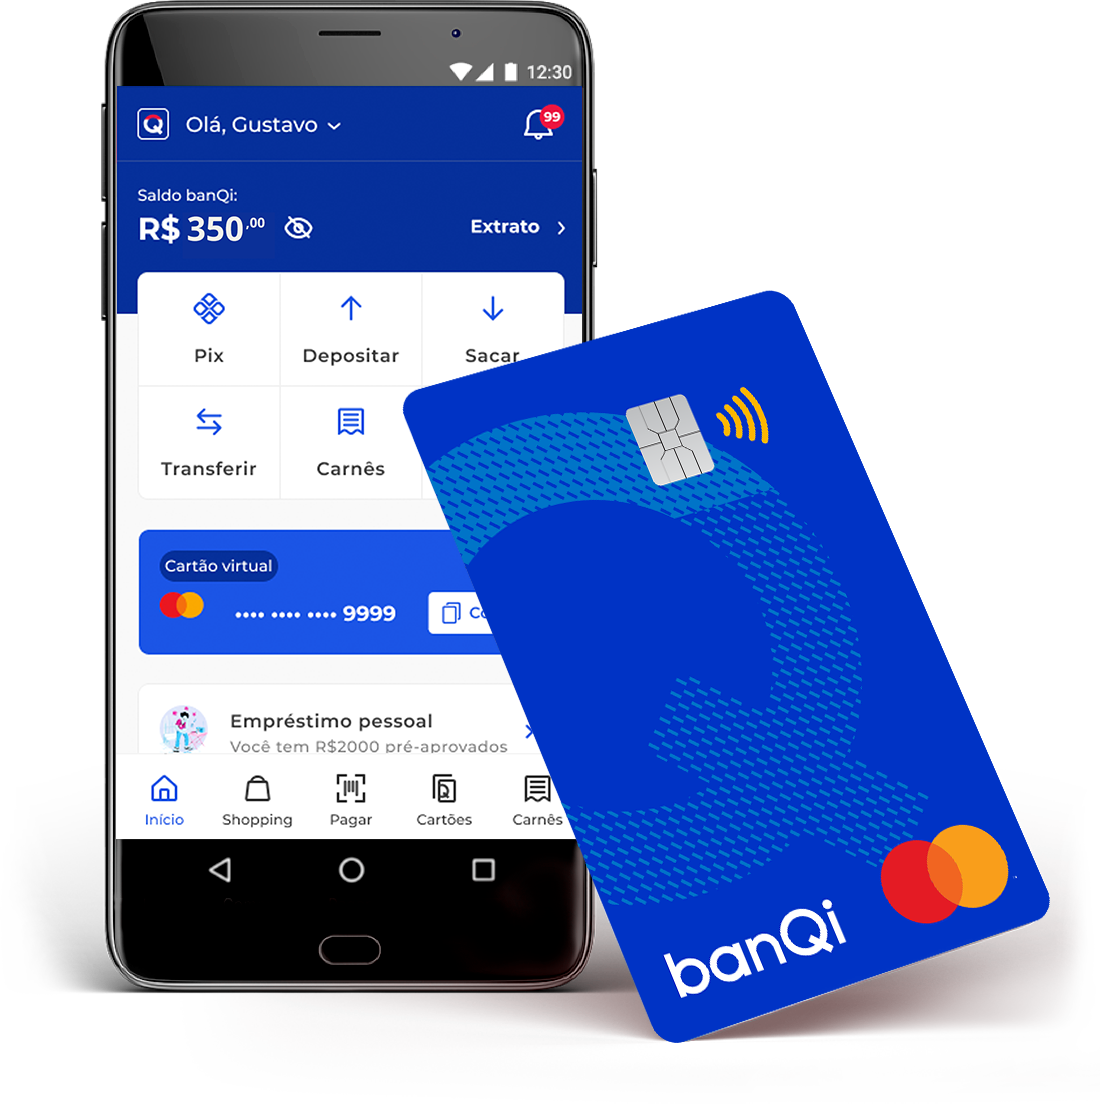 12:30
Olá, Gustavo
99
Saldo banQi:
R$ 350,00
Extrato
Pix
Depositar
Sacar
Transferir
Carnês
Cartão virtual
•••• •••• •••• 9999
Empréstimo pessoal
Você tem R$2000 pré-aprovados
Início
Shopping
Pagar
Cartões
Carnês
banQi